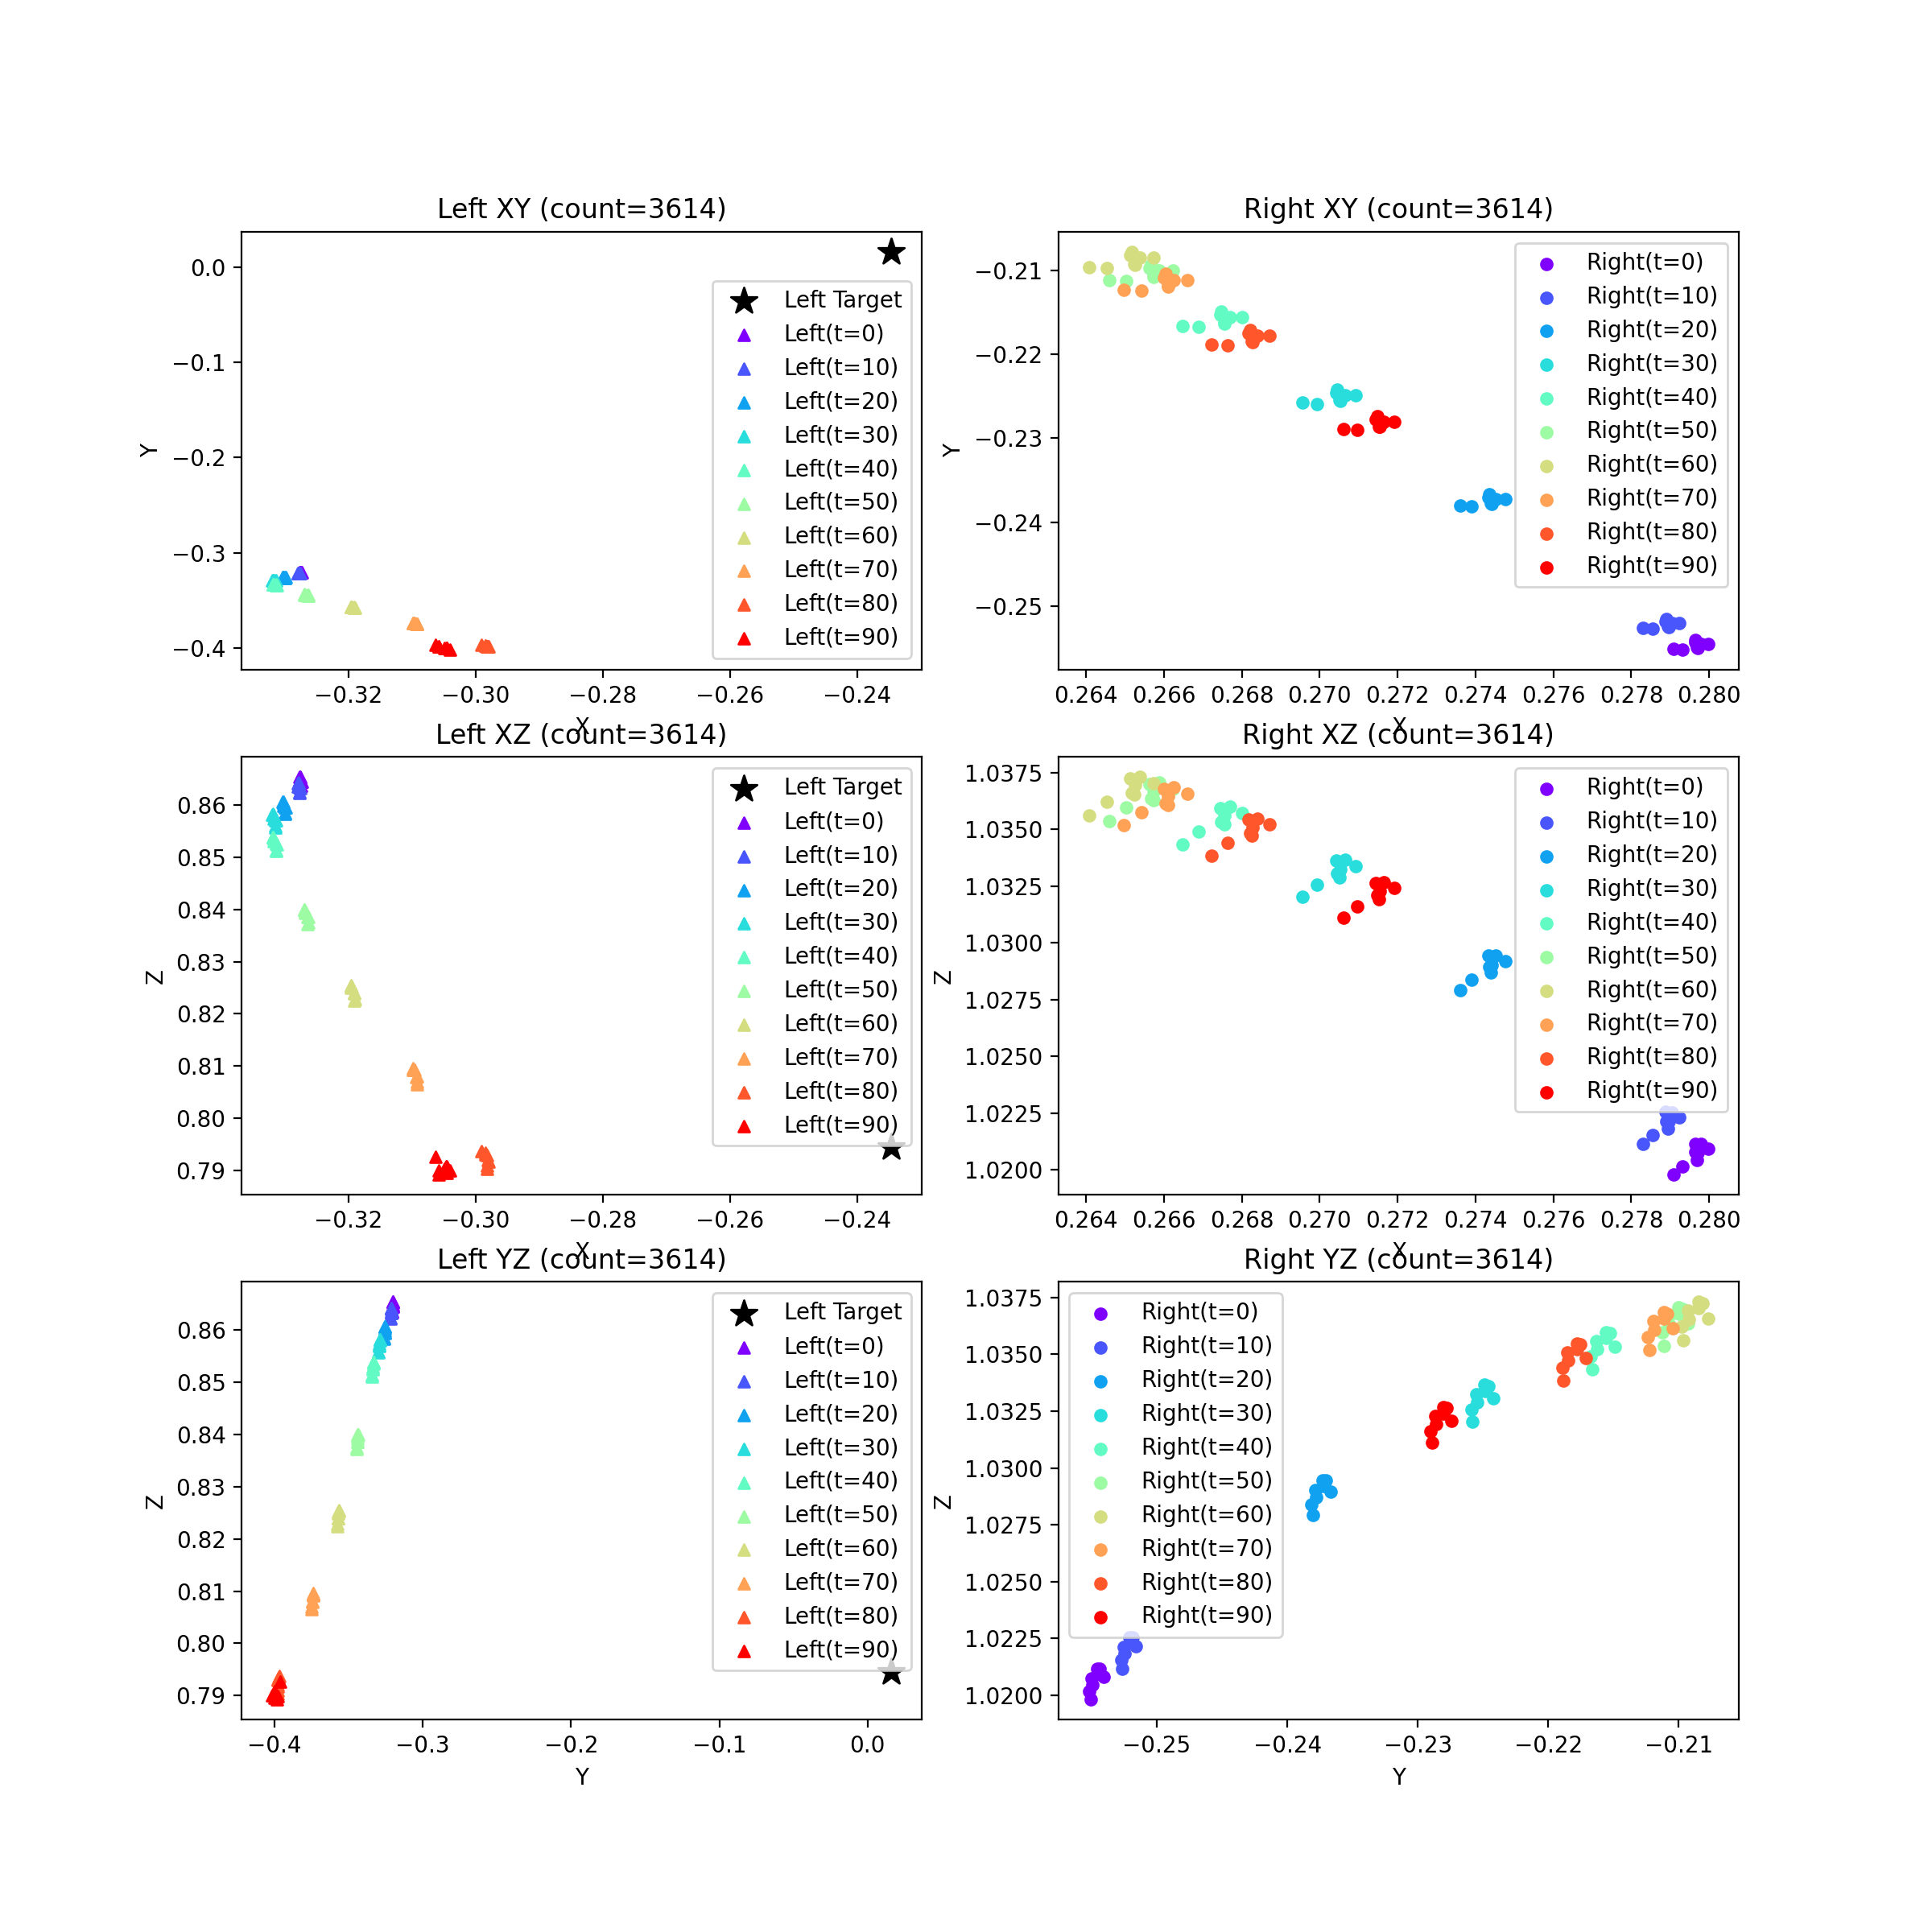 Left XY (count=3614)
0.0
−0.1
−0.2
−0.3
−0.4
Y
−0.32 −0.30 −0.28 −0.26 −0.24
X
Left Target
Left(t=0)
Left(t=10)
Left(t=20)
Left(t=30)
Left(t=40)
Left(t=50)
Left(t=60)
Left(t=70)
Left(t=80)
Left(t=90)
Right XY (count=3614)
−0.21
−0.22
−0.23
−0.24
−0.25
Y
0.264 0.266 0.268 0.270 0.272 0.274 0.276 0.278 0.280
X
Right(t=0)
Right(t=10)
Right(t=20)
Right(t=30)
Right(t=40)
Right(t=50)
Right(t=60)
Right(t=70)
Right(t=80)
Right(t=90)
Left XZ (count=3614)
0.86
0.85
0.84
0.83
0.82
0.81
0.80
0.79
Z
−0.32 −0.30 −0.28 −0.26 −0.24
X
Left Target
Left(t=0)
Left(t=10)
Left(t=20)
Left(t=30)
Left(t=40)
Left(t=50)
Left(t=60)
Left(t=70)
Left(t=80)
Left(t=90)
Right XZ (count=3614)
1.0375
1.0350
1.0325
1.0300
1.0275
1.0250
1.0225
1.0200
Z
0.264 0.266 0.268 0.270 0.272 0.274 0.276 0.278 0.280
X
Right(t=0)
Right(t=10)
Right(t=20)
Right(t=30)
Right(t=40)
Right(t=50)
Right(t=60)
Right(t=70)
Right(t=80)
Right(t=90)
Left YZ (count=3614)
0.86
0.85
0.84
0.83
0.82
0.81
0.80
0.79
Z
−0.4 −0.3 −0.2 −0.1 0.0
Y
Left Target
Left(t=0)
Left(t=10)
Left(t=20)
Left(t=30)
Left(t=40)
Left(t=50)
Left(t=60)
Left(t=70)
Left(t=80)
Left(t=90)
Right YZ (count=3614)
1.0375
1.0350
1.0325
1.0300
1.0275
1.0250
1.0225
1.0200
Z
−0.25 −0.24 −0.23 −0.22 −0.21
Y
Right(t=0)
Right(t=10)
Right(t=20)
Right(t=30)
Right(t=40)
Right(t=50)
Right(t=60)
Right(t=70)
Right(t=80)
Right(t=90)